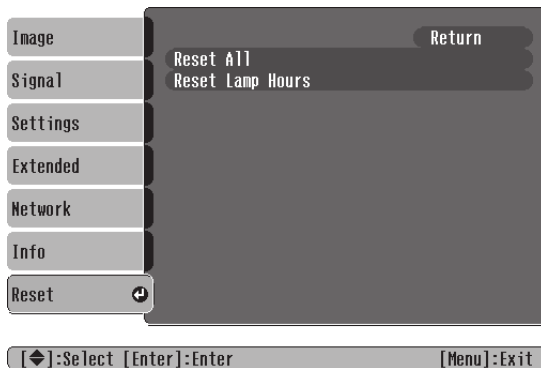 Image
Signal
Settings
Extended
Network
Info
Reset
Return
Reset All
Reset Lamp Hours
[◆]:Select [Enter]:Enter [Menu]:Exit